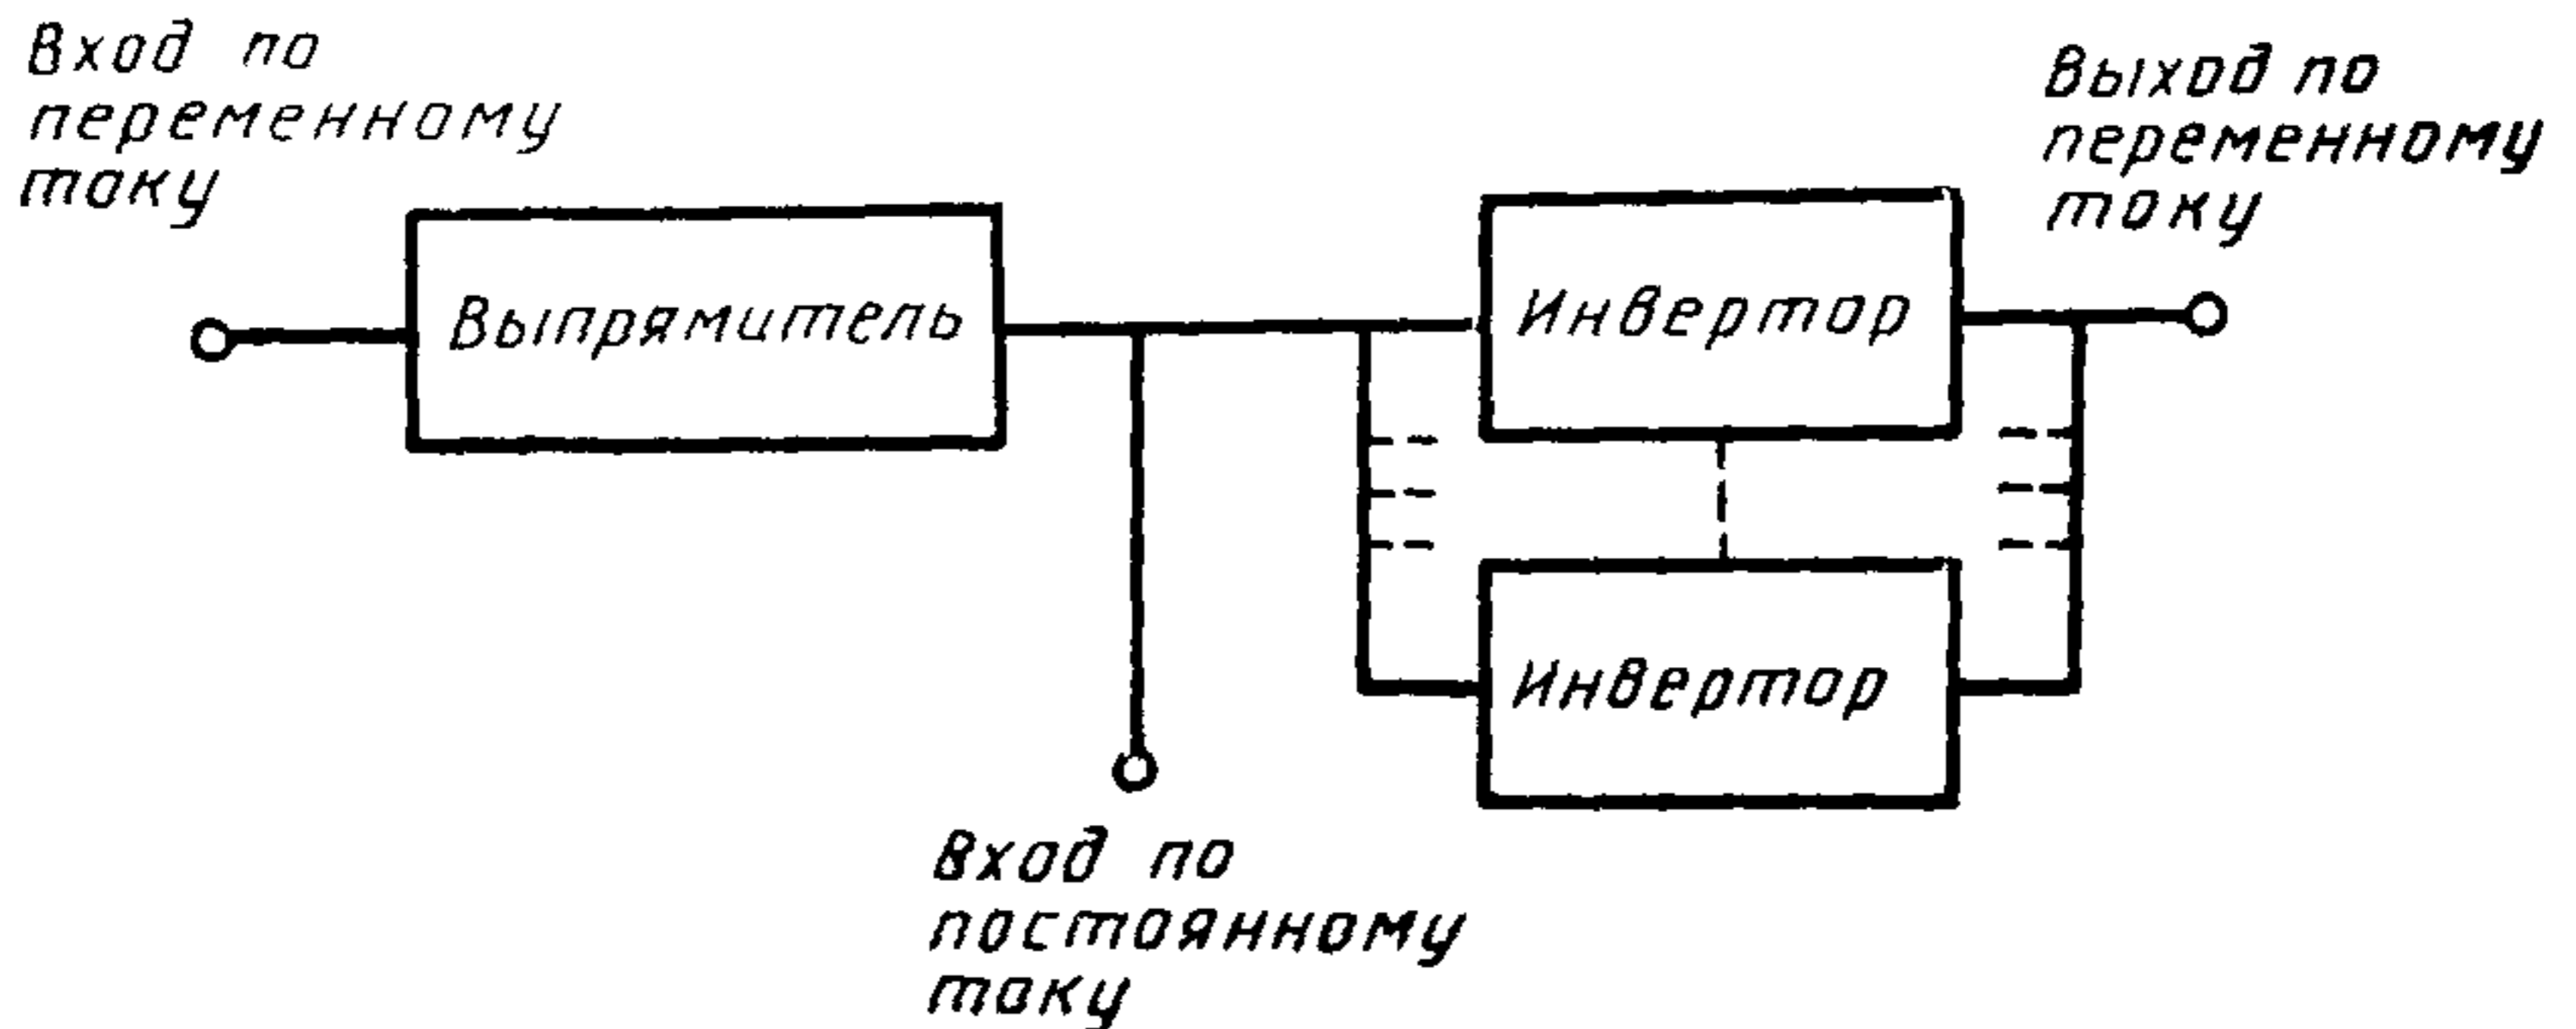 Вход по
переменному
току
Выпрямитель
Инвертор
Выход по
переменному
току
Инвертор
Вход по
постоянному
току